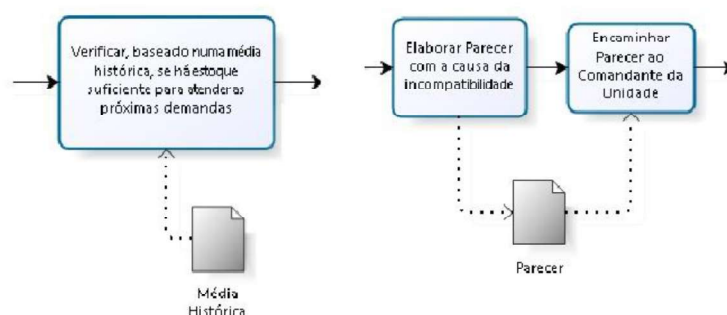 Verificar, baseado numa média
histórica, se há estoque
suficiente para atender as
próximas demandas
Média
Histórica
Elaborar Parecer
com a causa da
incompatibilidade
Encaminhar
Parecer ao
Comandante da
Unidade
Parecer